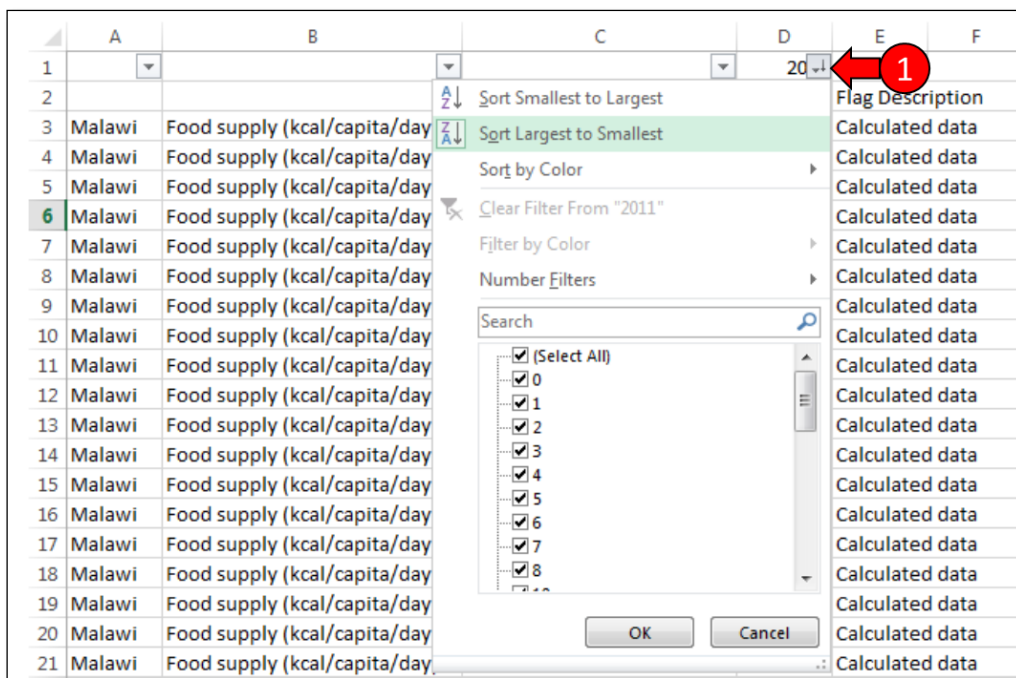 A B C D E F
1 20 1
2 Sort Smallest to Largest Flag Description
3 Malawi Food supply (kcal/capita/day Sort Largest to Smallest Calculated data
4 Malawi Food supply (kcal/capita/day Sort by Color Calculated data
5 Malawi Food supply (kcal/capita/day Calculated data
6 Malawi Food supply (kcal/capita/day Clear Filter From "2011" Calculated data
7 Malawi Food supply (kcal/capita/day Filter by Color Calculated data
8 Malawi Food supply (kcal/capita/day Number Filters Calculated data
9 Malawi Food supply (kcal/capita/day Calculated data
10 Malawi Food supply (kcal/capita/day Search Calculated data
11 Malawi Food supply (kcal/capita/day (Select All) Calculated data
12 Malawi Food supply (kcal/capita/day 0 Calculated data
1
13 Malawi Food supply (kcal/capita/day 2 Calculated data
14 Malawi Food supply (kcal/capita/day 3 Calculated data
15 Malawi Food supply (kcal/capita/day 4 Calculated data
5
16 Malawi Food supply (kcal/capita/day 6 Calculated data
17 Malawi Food supply (kcal/capita/day 7 Calculated data
18 Malawi Food supply (kcal/capita/day 8 Calculated data
19 Malawi Food supply (kcal/capita/day Calculated data
20 Malawi Food supply (kcal/capita/day OK Cancel Calculated data
21 Malawi Food supply (kcal/capita/day Calculated data